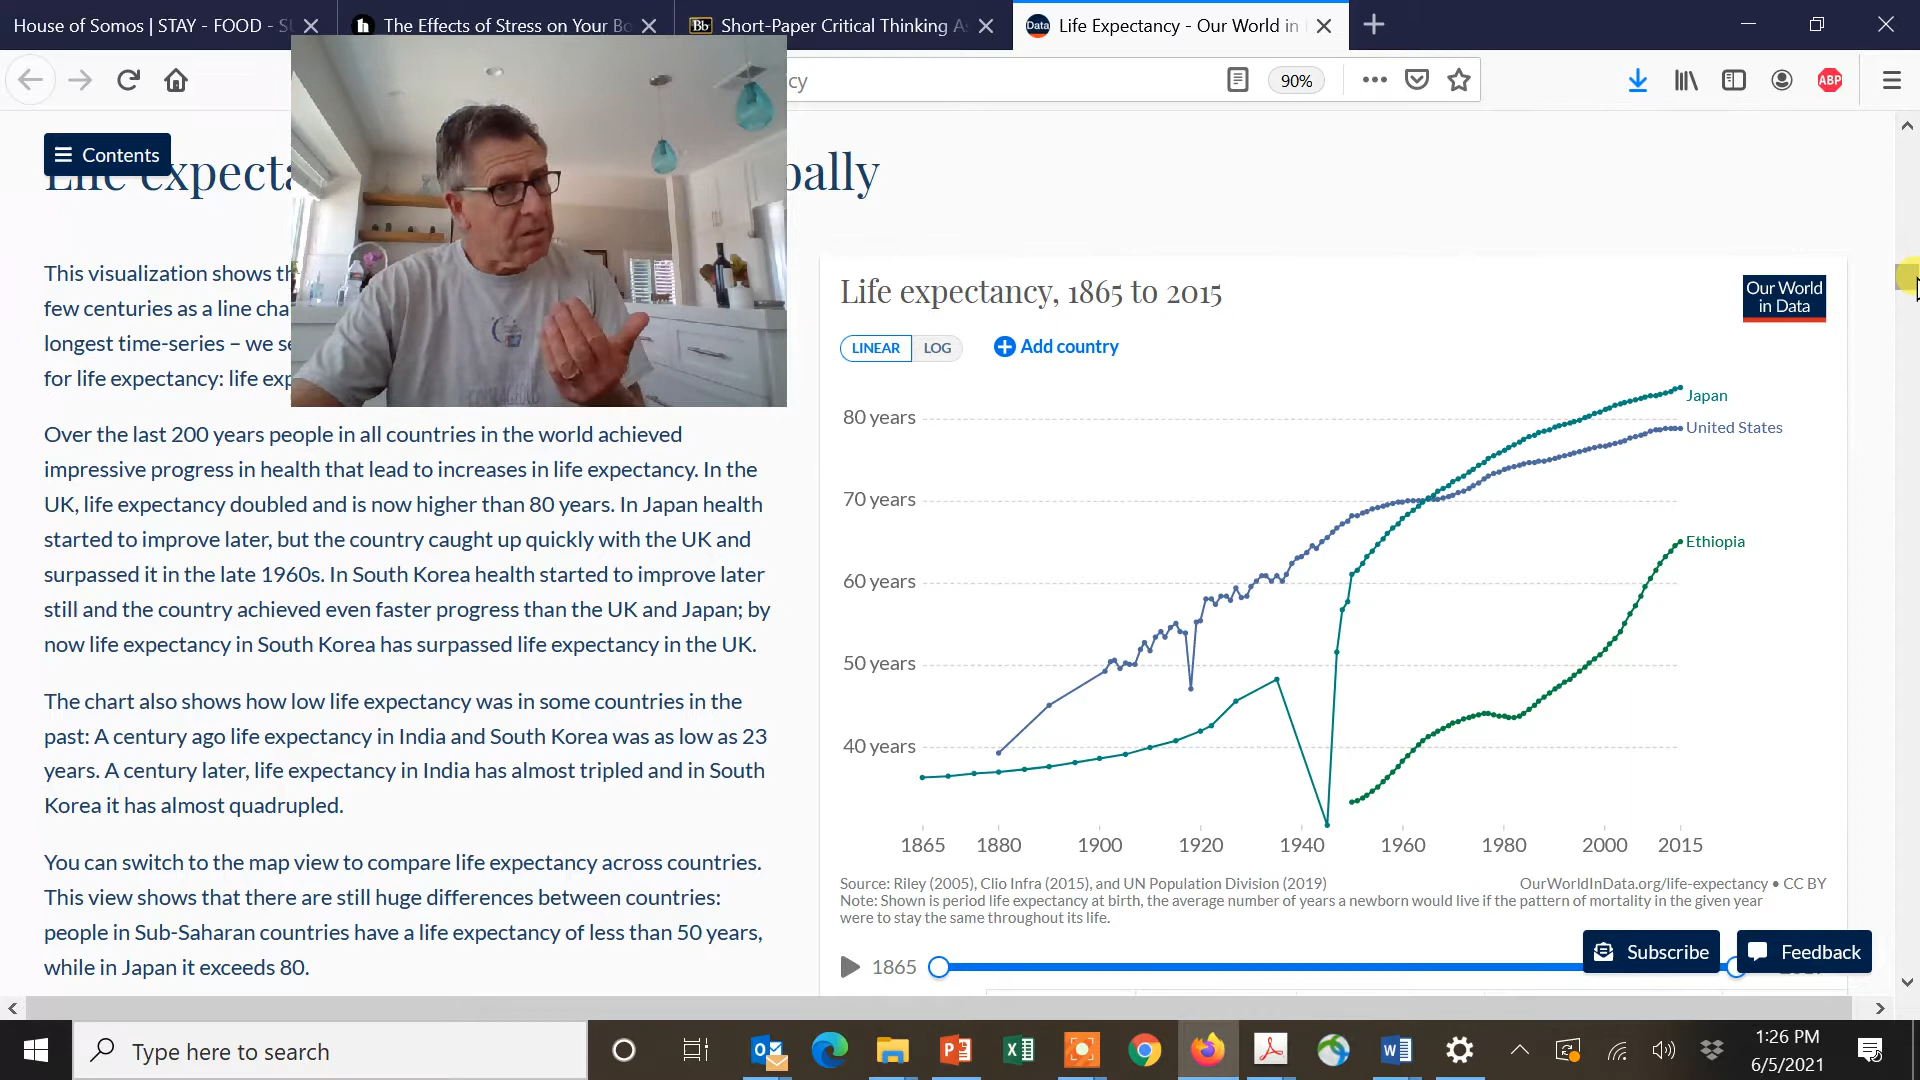 House of Somos | STAY - FOOD - S
The Effects of Stress on Your Bo
Short-Paper Critical Thinking A
Life Expectancy - Our World in
cy
90%
ABP
Contents
Life expecta
bally
This visualization shows th
few centuries as a line cha
longest time-series – we se
for life expectancy: life exp
Over the last 200 years people in all countries in the world achieved
impressive progress in health that lead to increases in life expectancy. In the
UK, life expectancy doubled and is now higher than 80 years. In Japan health
started to improve later, but the country caught up quickly with the UK and
surpassed it in the late 1960s. In South Korea health started to improve later
still and the country achieved even faster progress than the UK and Japan; by
now life expectancy in South Korea has surpassed life expectancy in the UK.
The chart also shows how low life expectancy was in some countries in the
past: A century ago life expectancy in India and South Korea was as low as 23
years. A century later, life expectancy in India has almost tripled and in South
Korea it has almost quadrupled.
You can switch to the map view to compare life expectancy across countries.
This view shows that there are still huge differences between countries:
people in Sub-Saharan countries have a life expectancy of less than 50 years,
while in Japan it exceeds 80.
Life expectancy, 1865 to 2015
Our World
in Data
LINEAR LOG
Add country
80 years
70 years
60 years
50 years
40 years
Japan
United States
Ethiopia
1865 1880 1900 1920 1940 1960 1980 2000 2015
Source: Riley (2005), Clio Infra (2015), and UN Population Division (2019)
OurWorldInData.org/life-expectancy • CC BY
Note: Shown is period life expectancy at birth, the average number of years a newborn would live if the pattern of mortality in the given year
were to stay the same throughout its life.
1865
Subscribe
Feedback
Type here to search
1:26 PM
6/5/2021